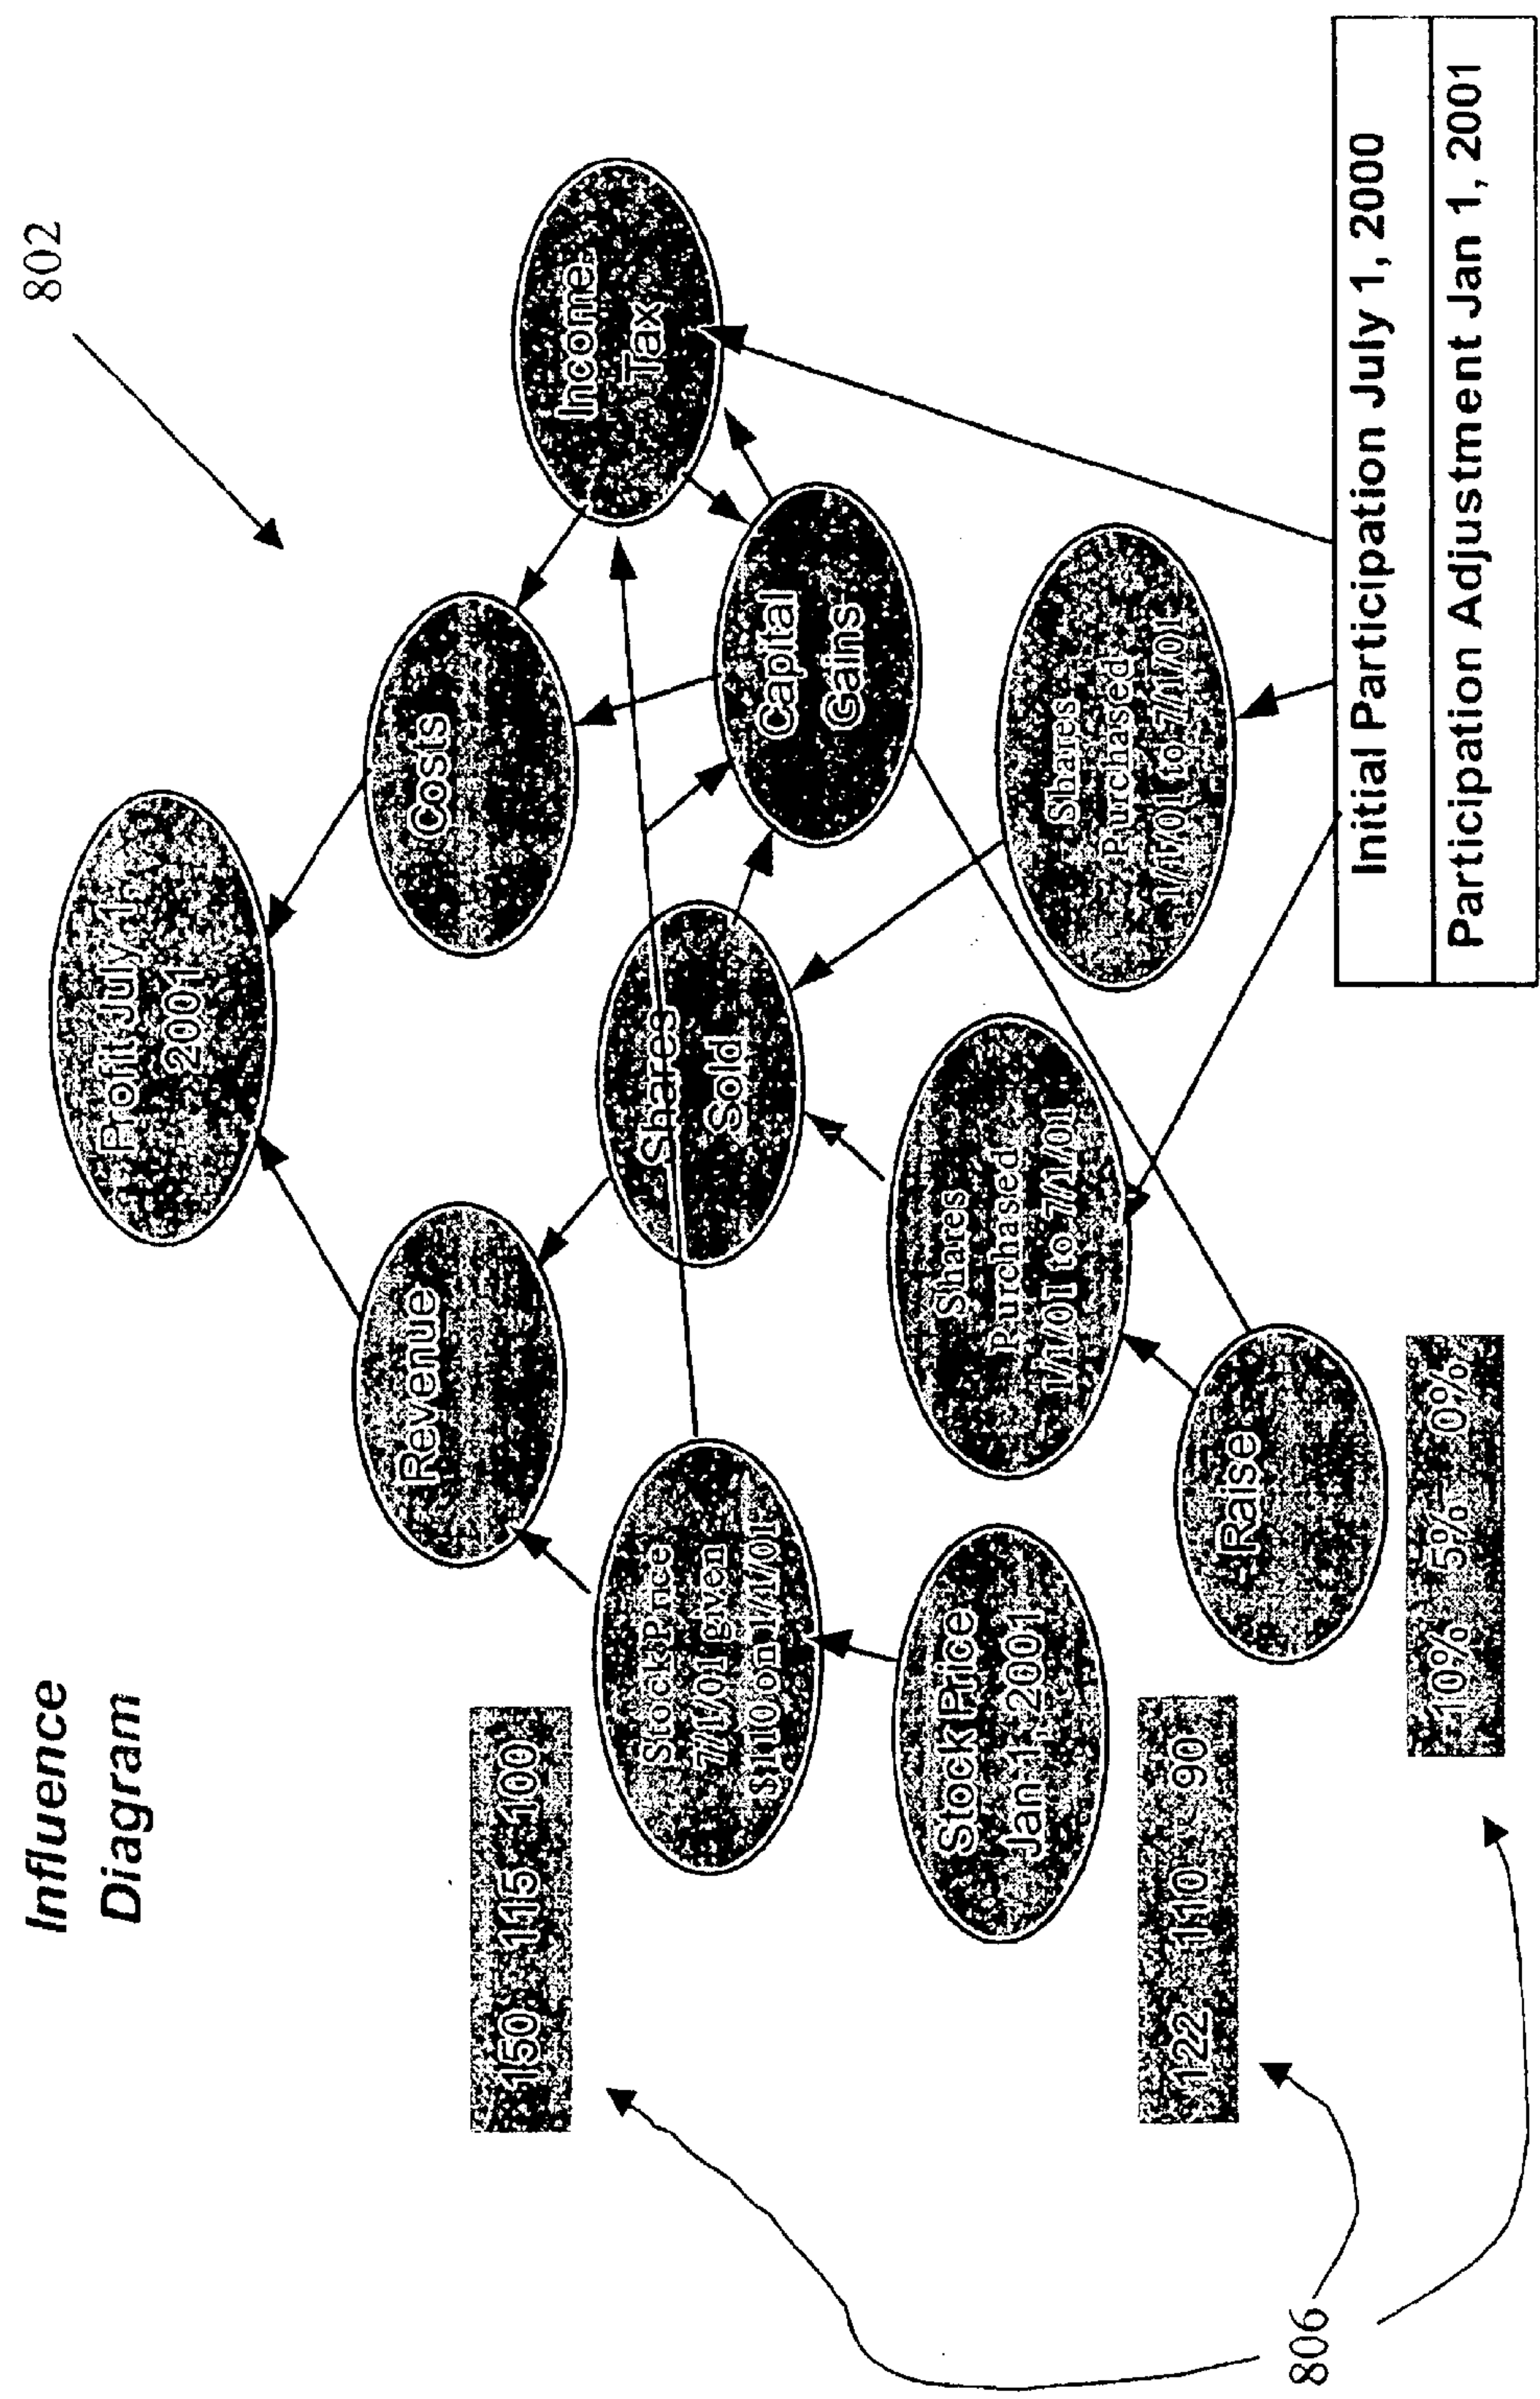 Influence
Diagram
802
Profit July 1,
2001
Revenue
Costs
150 115 100
Stock Price
7/1/01 given
$110 on 1/1/01
Shares
Sold
Income
Tax
Capital
Gains
Stock Price
Jan 1, 2001
Shares
Purchased
1/1/01 to 7/1/01
Shares
Purchased
1/1/01 to 7/1/01
122 110 90
Raise
10% 5% 0%
806
Initial Participation July 1, 2000
Participation Adjustment Jan 1, 2001